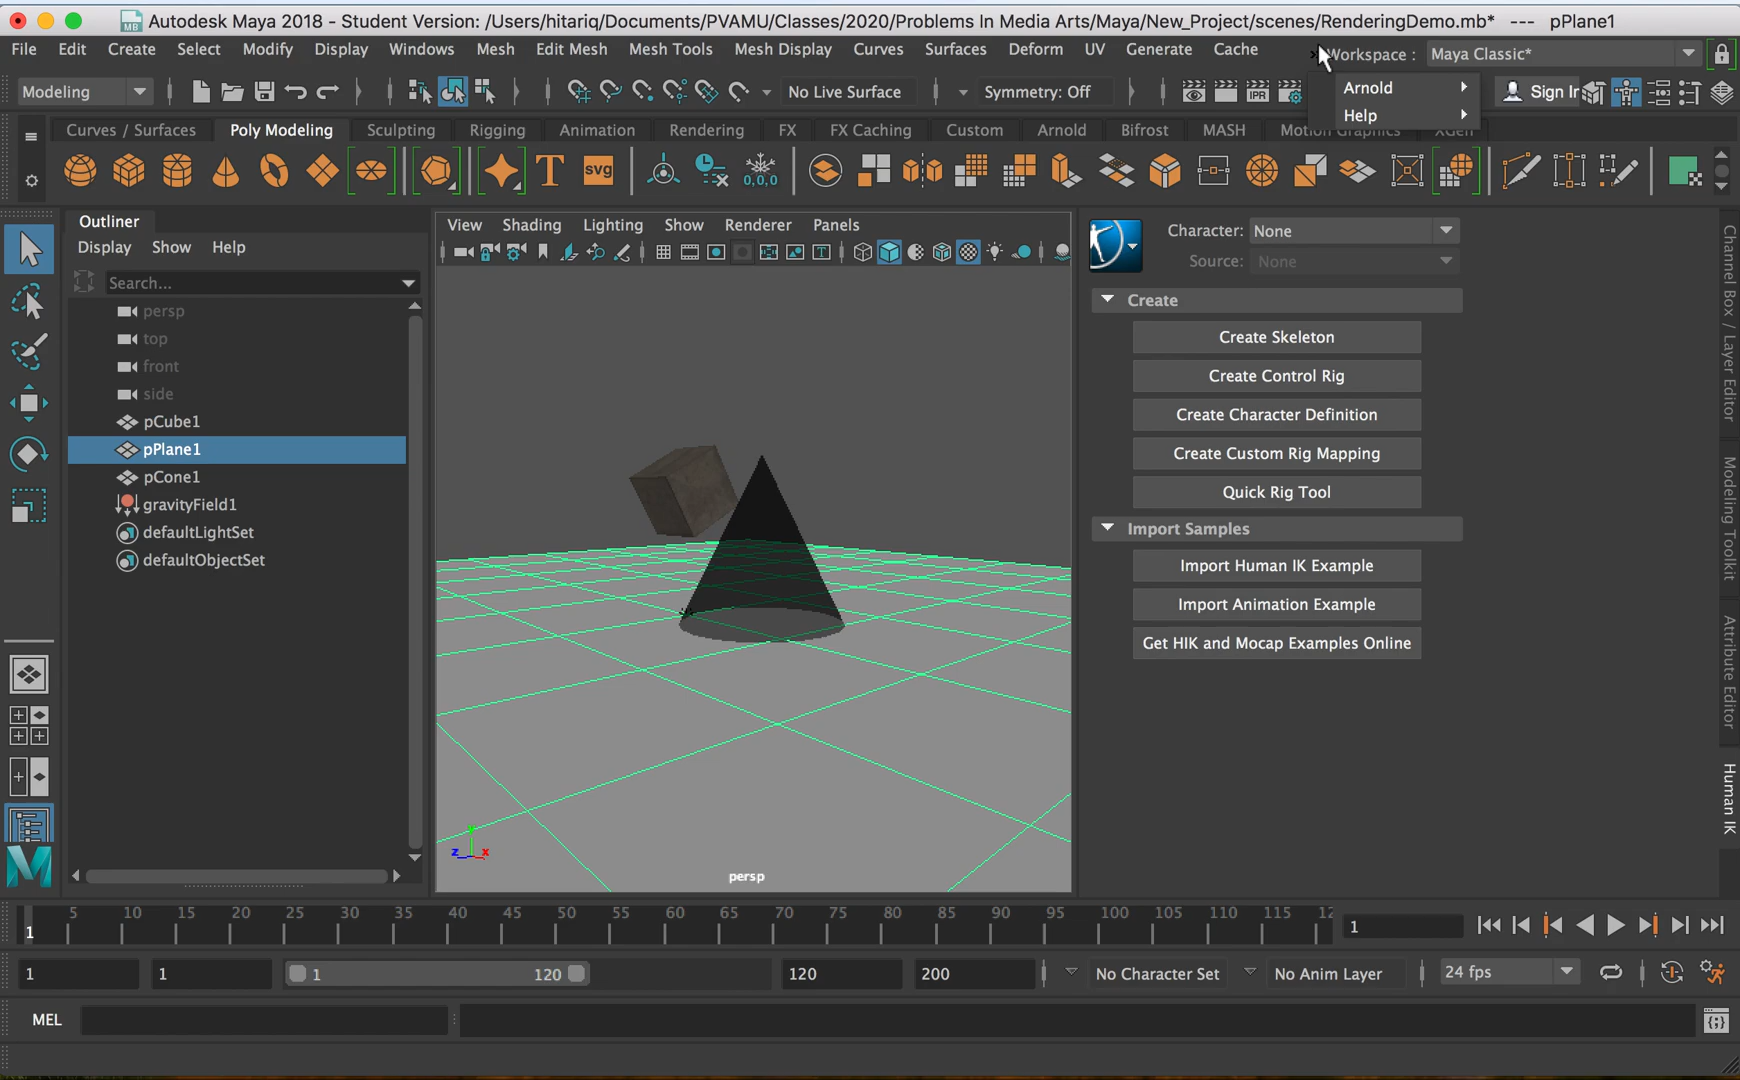 Autodesk Maya 2018 - Student Version: /Users/hitariq/Documents/PVAMU/Classes/2020/Problems In Media Arts/Maya/New_Project/scenes/RenderingDemo.mb* --- pPlane1
File Edit Create Select Modify Display Windows Mesh Edit Mesh Mesh Tools Mesh Display Curves Surfaces Deform UV Generate Cache Workspace : Maya Classic*
Modeling No Live Surface Symmetry: Off IPR Arnold Sign In
Help
Curves / Surfaces Poly Modeling Sculpting Rigging Animation Rendering FX FX Caching Custom Arnold Bifrost MASH Motion Graphics XGen
T svg 0,0,0
Outliner
Display Show Help
Search...
persp
top
front
side
pCube1
pPlane1
pCone1
gravityField1
defaultLightSet
defaultObjectSet
View Shading Lighting Show Renderer Panels
y
z x
persp
Character: None
Source: None
Create
Create Skeleton
Create Control Rig
Create Character Definition
Create Custom Rig Mapping
Quick Rig Tool
Import Samples
Import Human IK Example
Import Animation Example
Get HIK and Mocap Examples Online
Channel Box / Layer Editor
Modeling Toolkit
Attribute Editor
Human IK
M
1 5 10 15 20 25 30 35 40 45 50 55 60 65 70 75 80 85 90 95 100 105 110 115 12 1
1 1 1 120 120 200 No Character Set No Anim Layer 24 fps
MEL